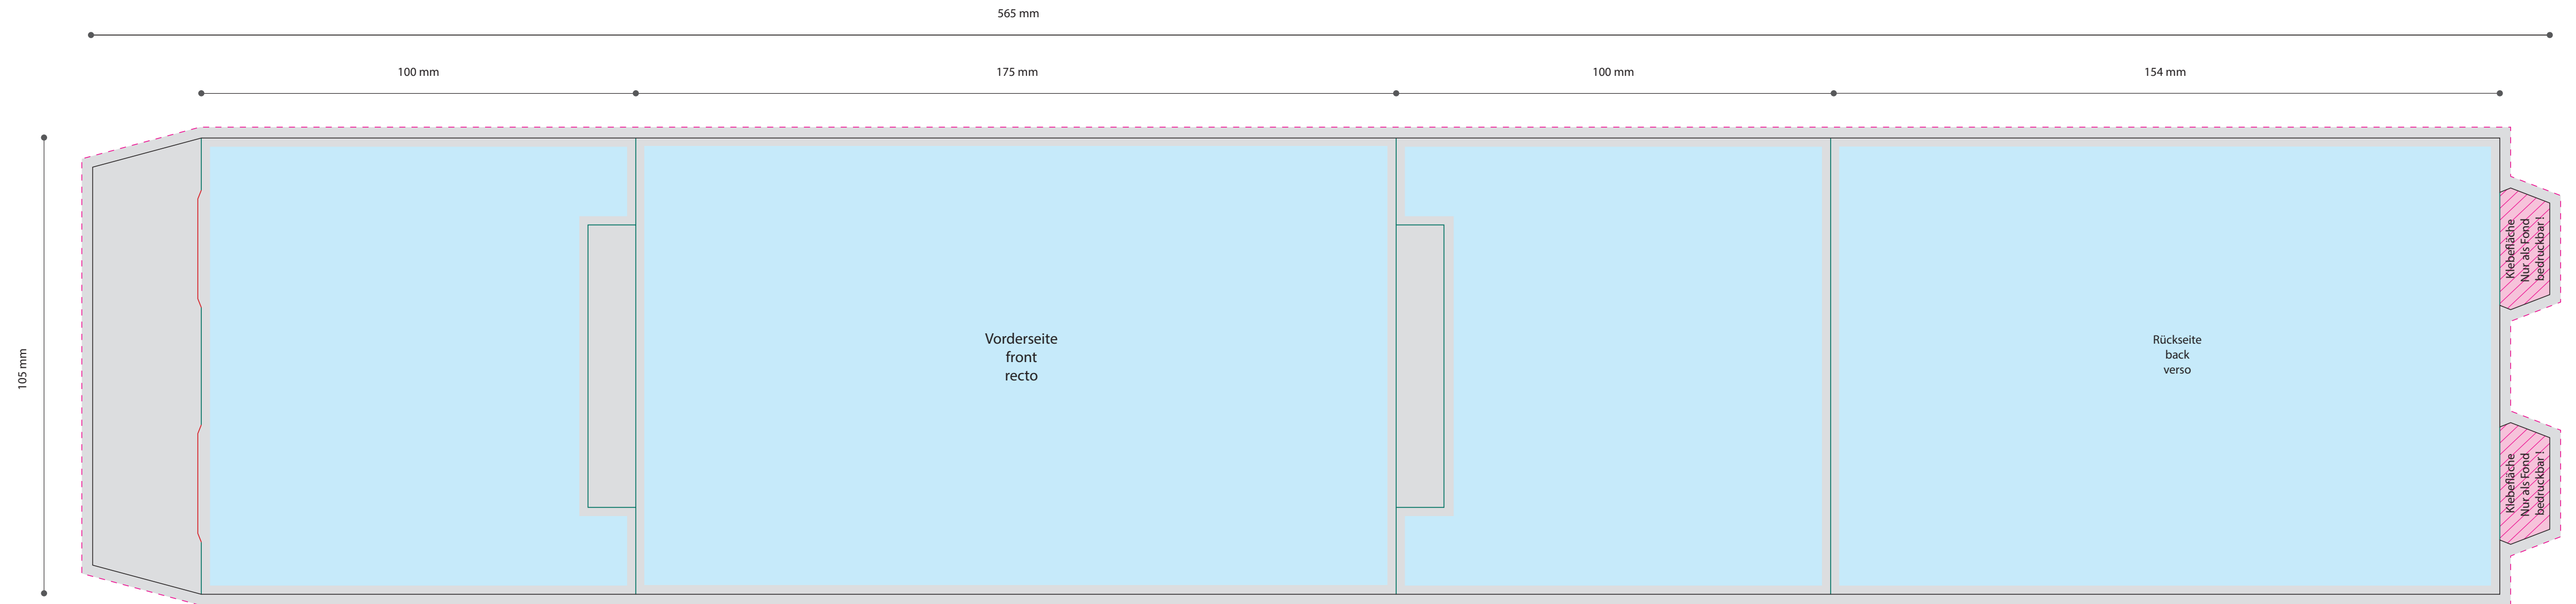 565 mm
100 mm
175 mm
100 mm
154 mm
105 mm
Vorderseite
front
recto
Rückseite
back
verso
Klebefläche
Nur als Fond
bedruckbar !
Klebefläche
Nur als Fond
bedruckbar !